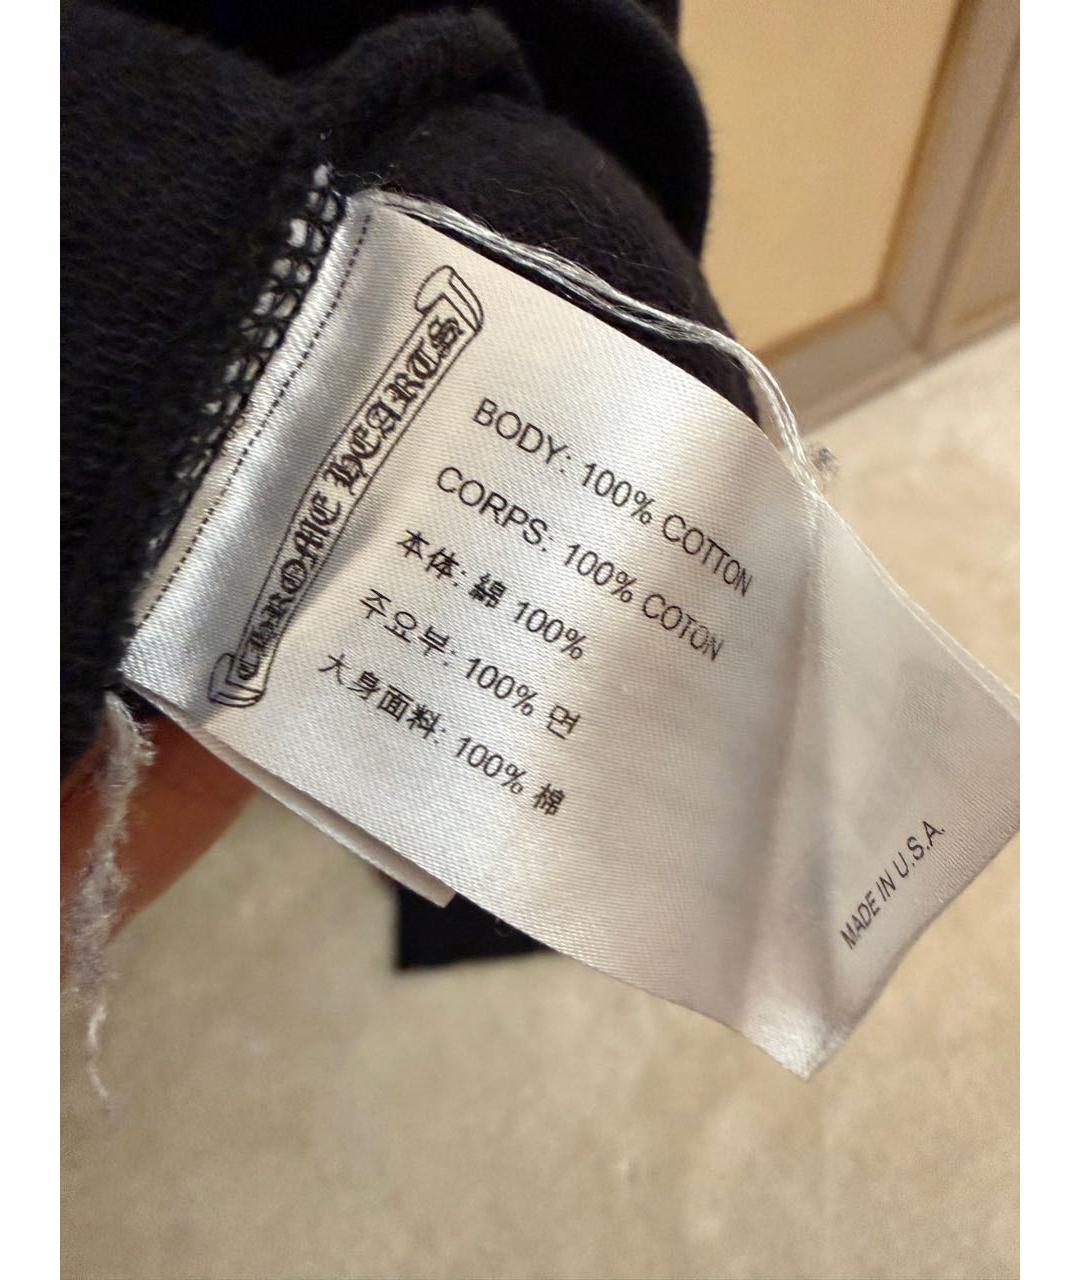 CHROME HEARTS
BODY: 100% COTTON
CORPS: 100% COTON
本体: 綿 100%
주요부: 100% 면
大身面料: 100% 棉
MADE IN U.S.A.